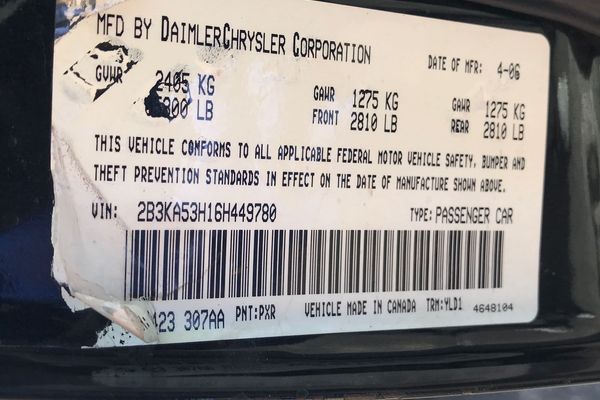 MFD BY DAIMLERCHRYSLER CORPORATION
DATE OF MFR: 4-06
GVWR 2405 KG GAWR 1275 KG GAWR 1275 KG
LB FRONT 2810 LB REAR 2810 LB
THIS VEHICLE CONFORMS TO ALL APPLICABLE FEDERAL MOTOR VEHICLE SAFETY, BUMPER AND
THEFT PREVENTION STANDARDS IN EFFECT ON THE DATE OF MANUFACTURE SHOWN ABOVE.
VIN: 2B3KA53H16H449780 TYPE: PASSENGER CAR
307AA PNT:PXR VEHICLE MADE IN CANADA TRM:YLD1 4648104